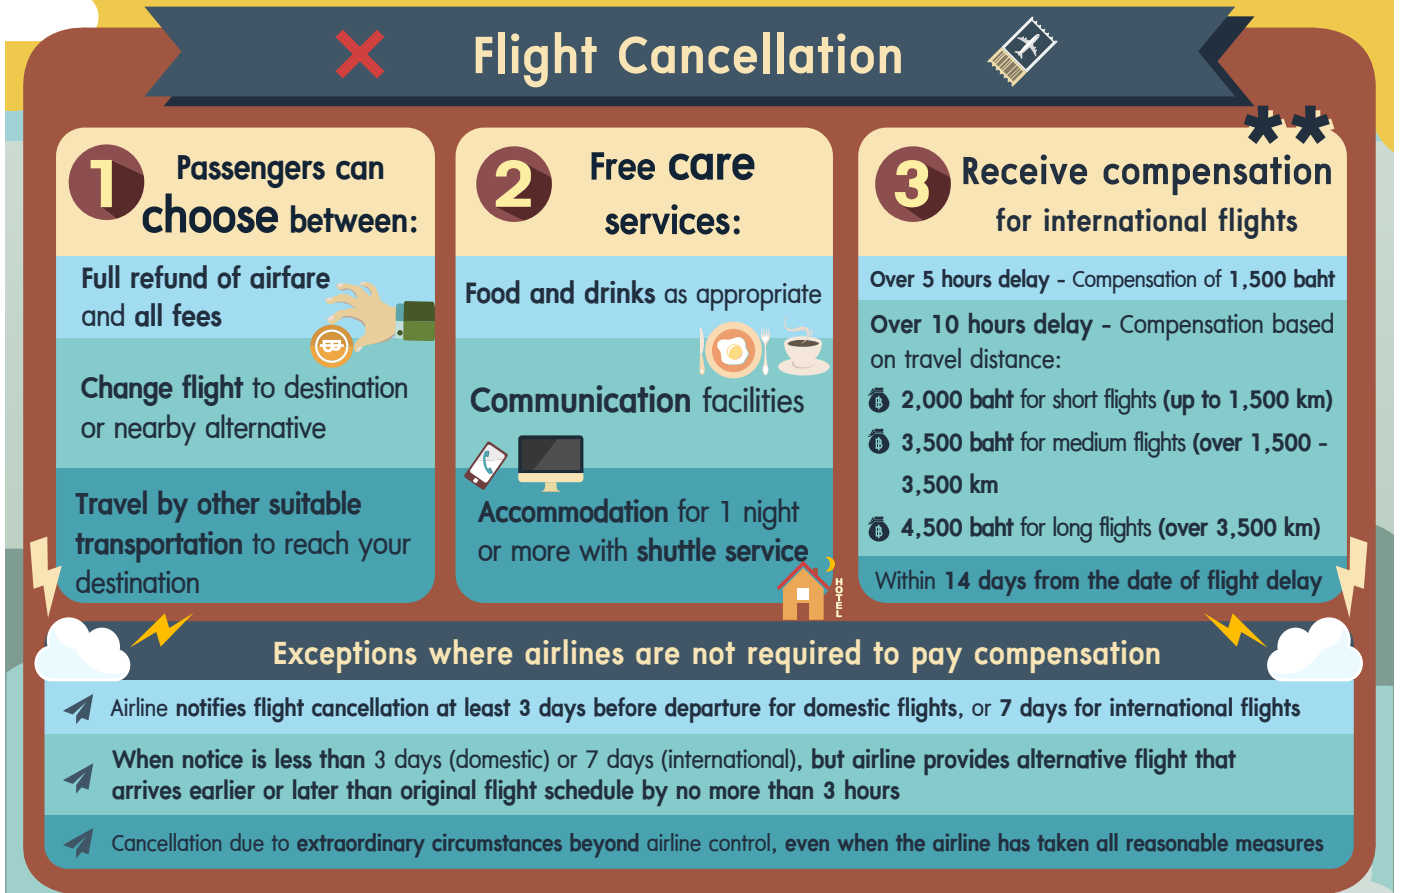 Flight Cancellation
**
1
Passengers can
choose between:
Full refund of airfare
and all fees
Change flight to destination
or nearby alternative
Travel by other suitable
transportation to reach your
destination
2
Free care
services:
Food and drinks as appropriate
Communication facilities
Accommodation for 1 night
or more with shuttle service
HOTEL
3
Receive compensation
for international flights
Over 5 hours delay - Compensation of 1,500 baht
Over 10 hours delay - Compensation based
on travel distance:
2,000 baht for short flights (up to 1,500 km)
3,500 baht for medium flights (over 1,500 -
3,500 km
4,500 baht for long flights (over 3,500 km)
Within 14 days from the date of flight delay
Exceptions where airlines are not required to pay compensation
Airline notifies flight cancellation at least 3 days before departure for domestic flights, or 7 days for international flights
When notice is less than 3 days (domestic) or 7 days (international), but airline provides alternative flight that
arrives earlier or later than original flight schedule by no more than 3 hours
Cancellation due to extraordinary circumstances beyond airline control, even when the airline has taken all reasonable measures